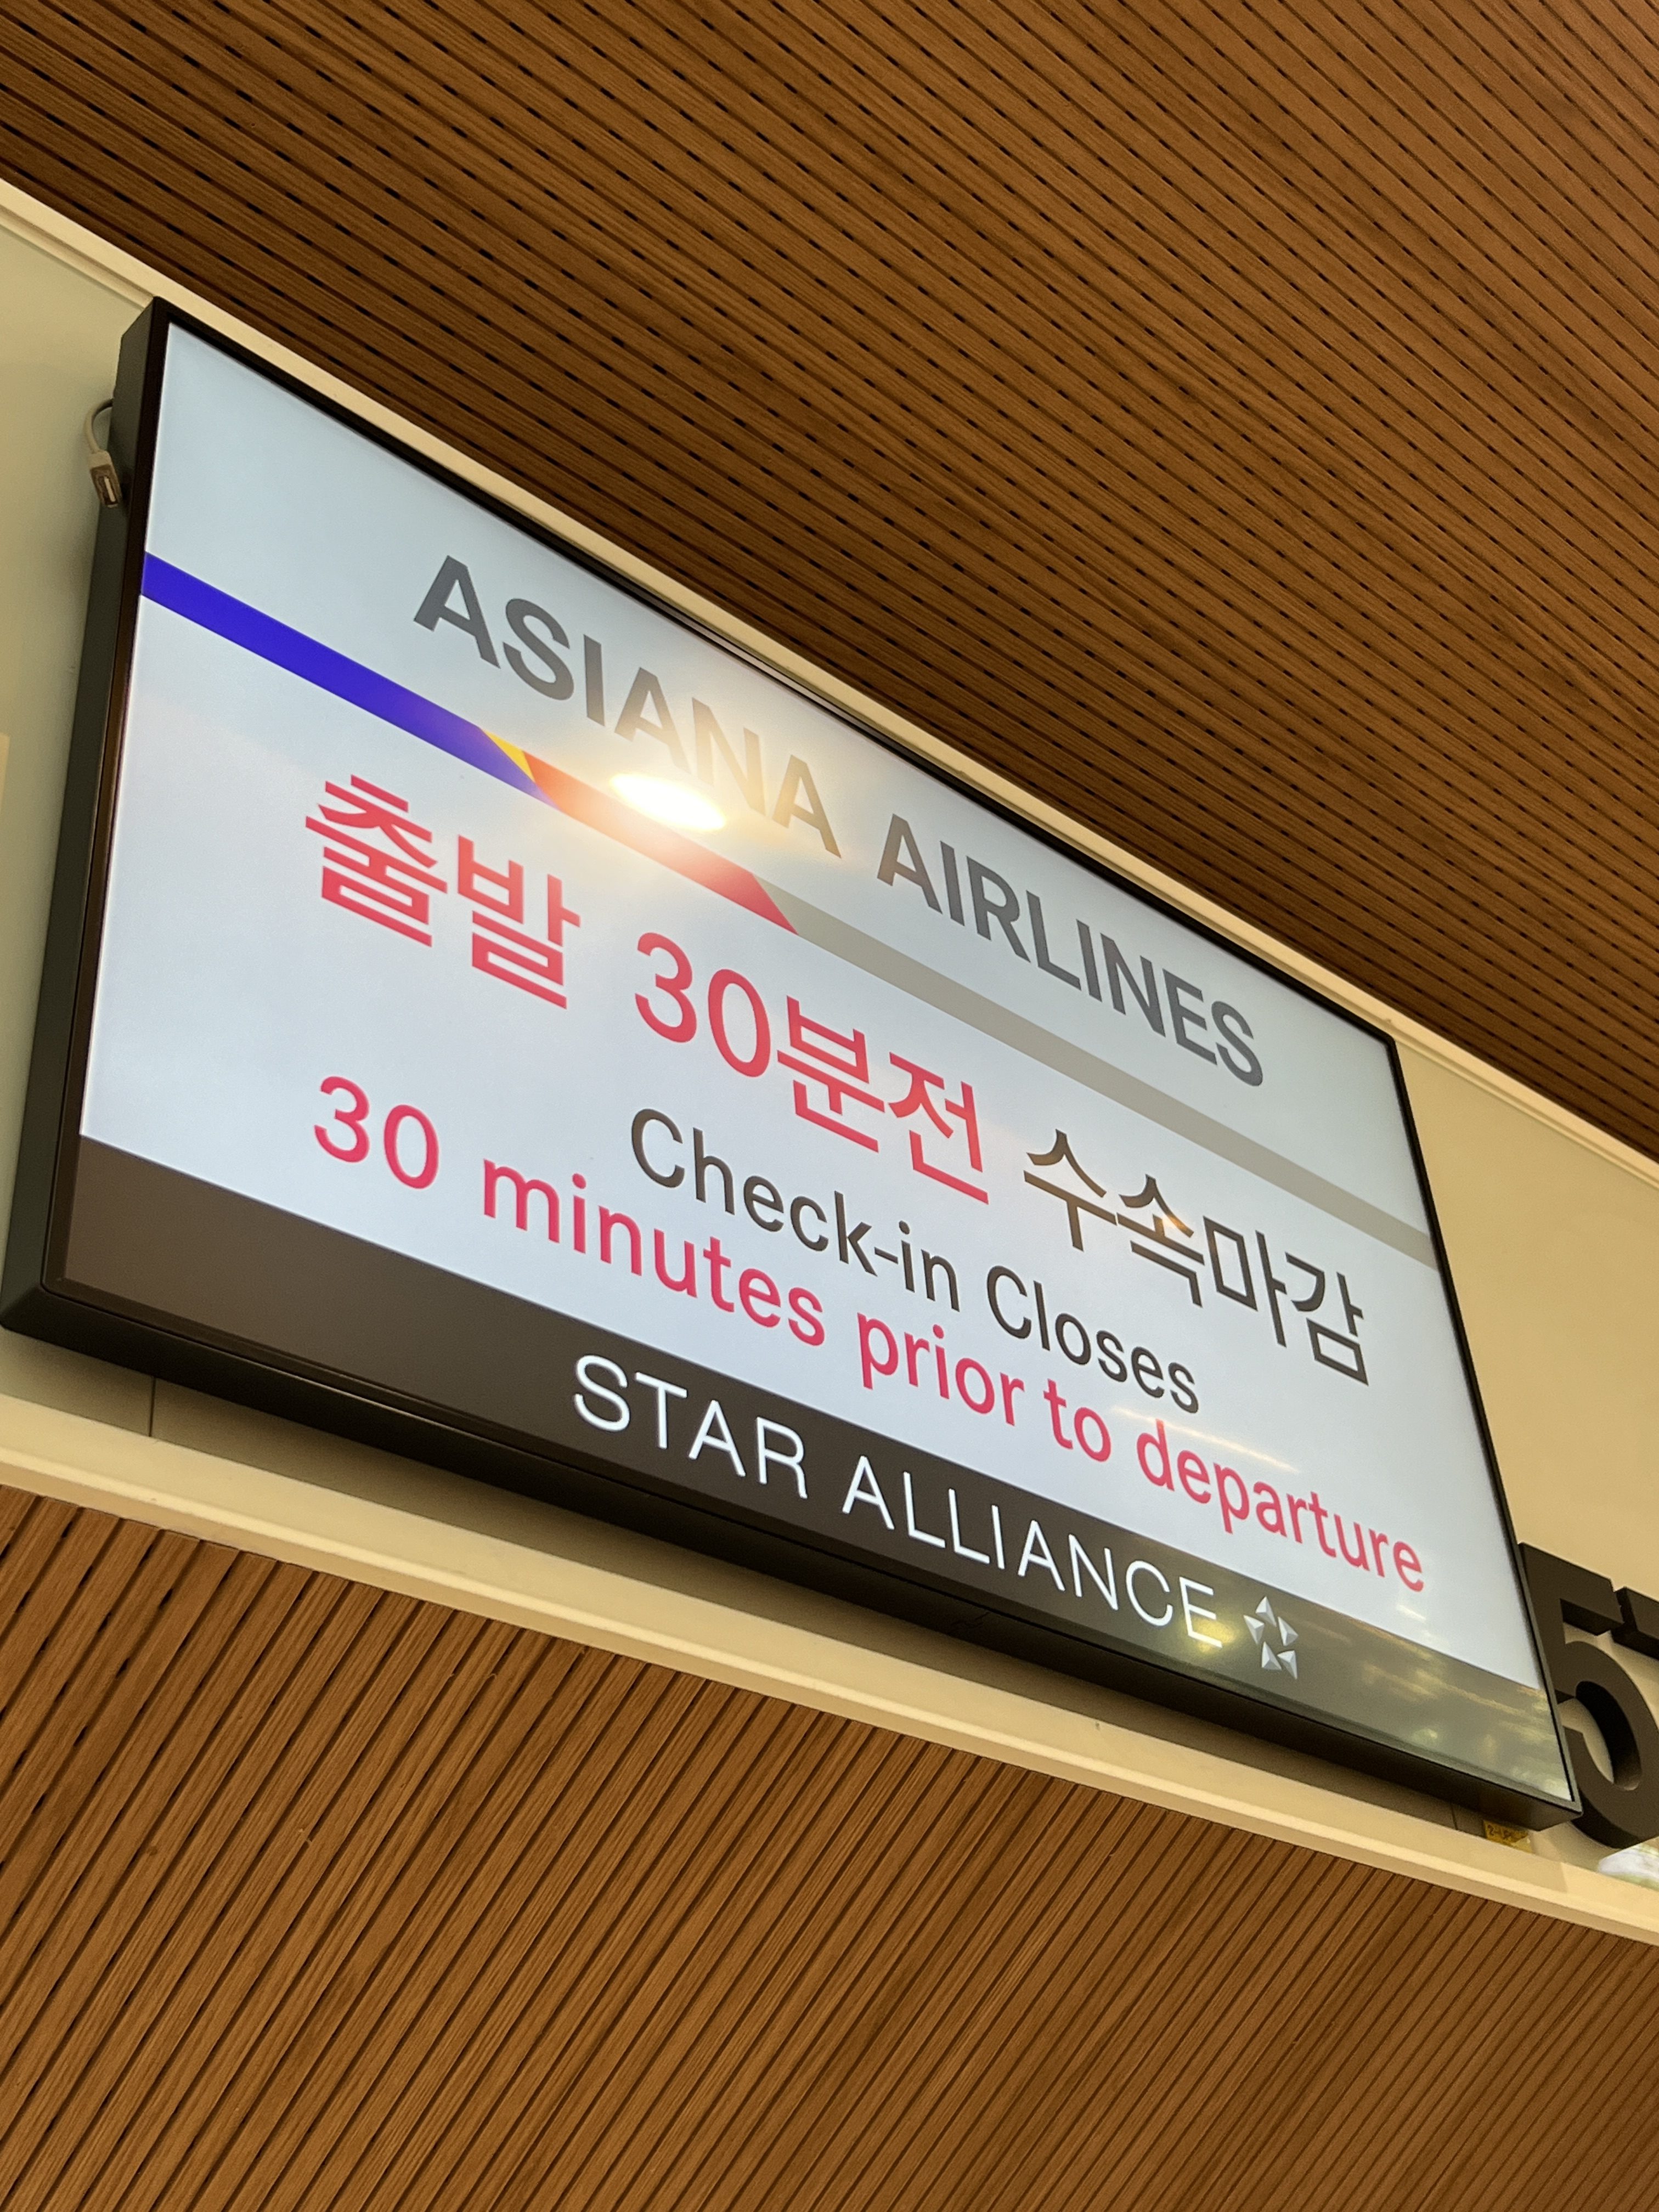 ASIANA AIRLINES
출발 30분전 수속마감
Check-in Closes
30 minutes prior to departure
STAR ALLIANCE